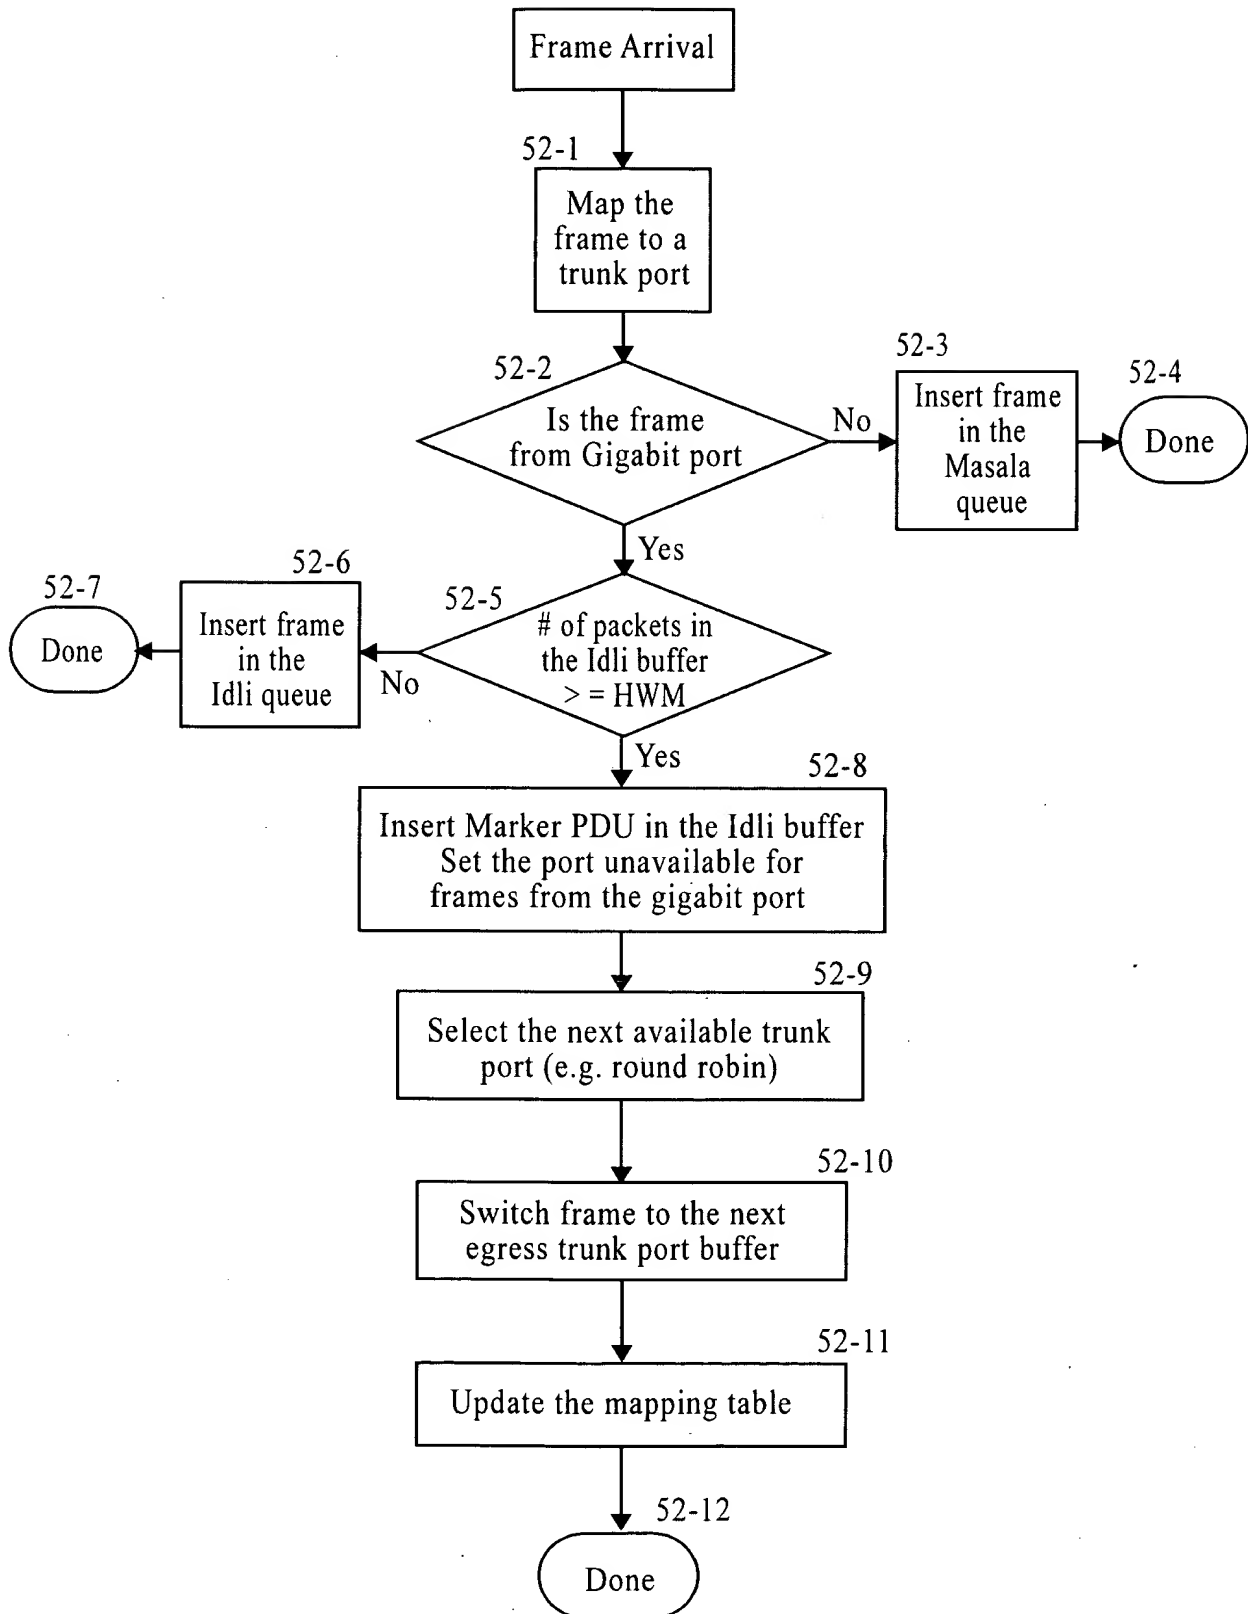 Frame Arrival
52-1
Map the
frame to a
trunk port
52-2
Is the frame
from Gigabit port
No
52-3
Insert frame
in the
Masala
queue
52-4
Done
Yes
52-5
# of packets in
the Idli buffer
> = HWM
No
52-6
Insert frame
in the
Idli queue
52-7
Done
Yes
52-8
Insert Marker PDU in the Idli buffer
Set the port unavailable for
frames from the gigabit port
52-9
Select the next available trunk
port (e.g. round robin)
52-10
Switch frame to the next
egress trunk port buffer
52-11
Update the mapping table
52-12
Done